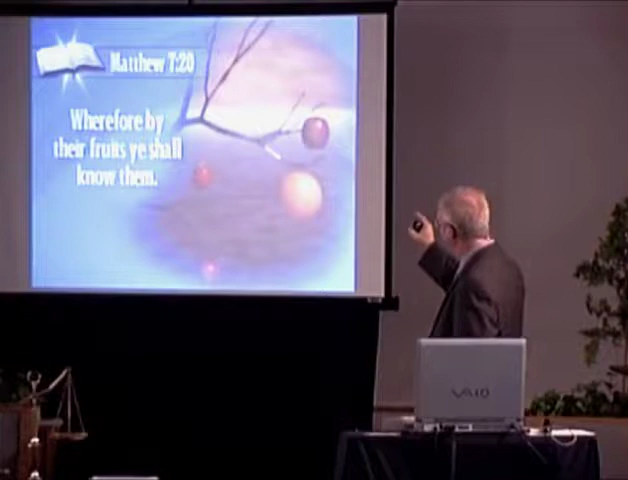 Matthew 7:20
Wherefore by
their fruits ye shall
know them.
VAIO